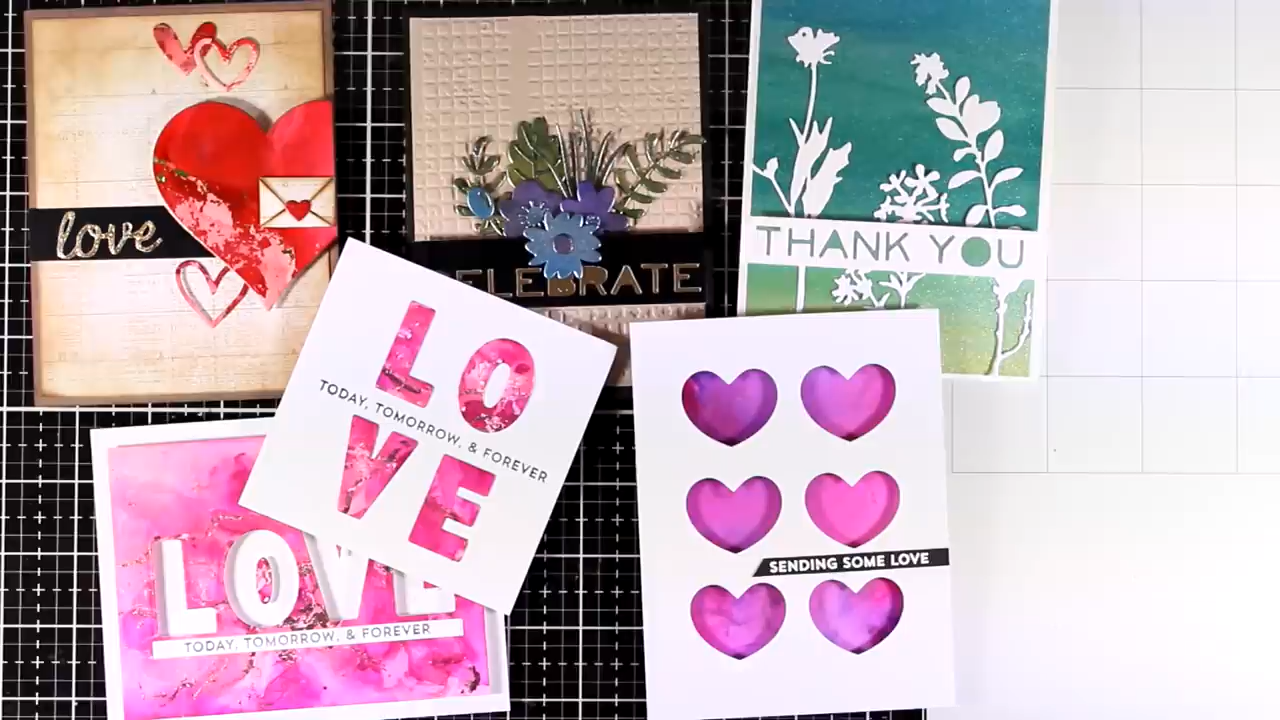 love
CELEBRATE
THANK YOU
LO
TODAY, TOMORROW, & FOREVER
VE
SENDING SOME LOVE
LOVE
TODAY, TOMORROW, & FOREVER